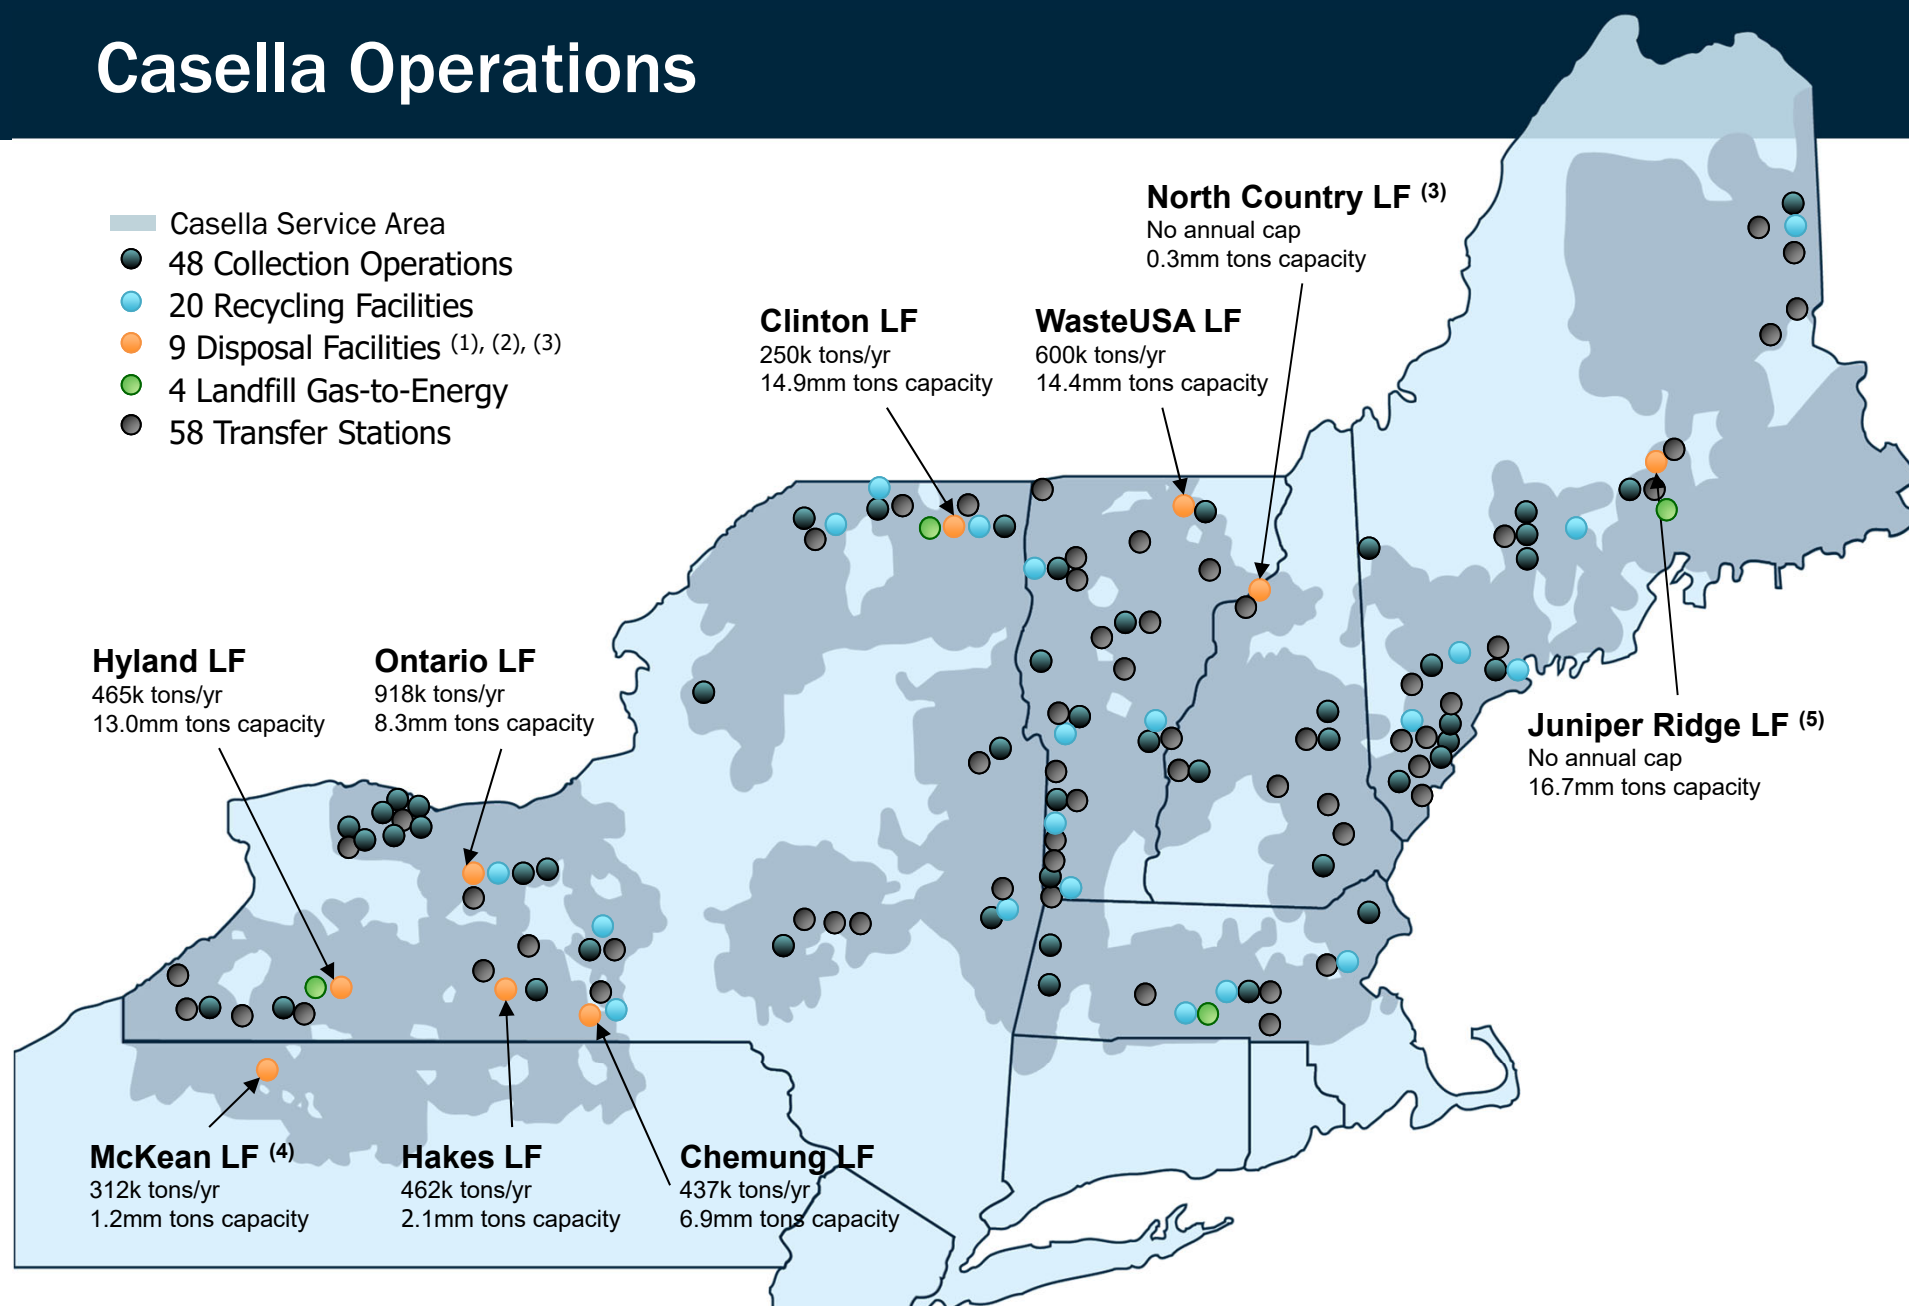 Casella Operations
Casella Service Area
48 Collection Operations
20 Recycling Facilities
9 Disposal Facilities (1), (2), (3)
4 Landfill Gas-to-Energy
58 Transfer Stations
North Country LF (3)
No annual cap
0.3mm tons capacity
Clinton LF
250k tons/yr
14.9mm tons capacity
WasteUSA LF
600k tons/yr
14.4mm tons capacity
Hyland LF
465k tons/yr
13.0mm tons capacity
Ontario LF
918k tons/yr
8.3mm tons capacity
Juniper Ridge LF (5)
No annual cap
16.7mm tons capacity
McKean LF (4)
312k tons/yr
1.2mm tons capacity
Hakes LF
462k tons/yr
2.1mm tons capacity
Chemung LF
437k tons/yr
6.9mm tons capacity